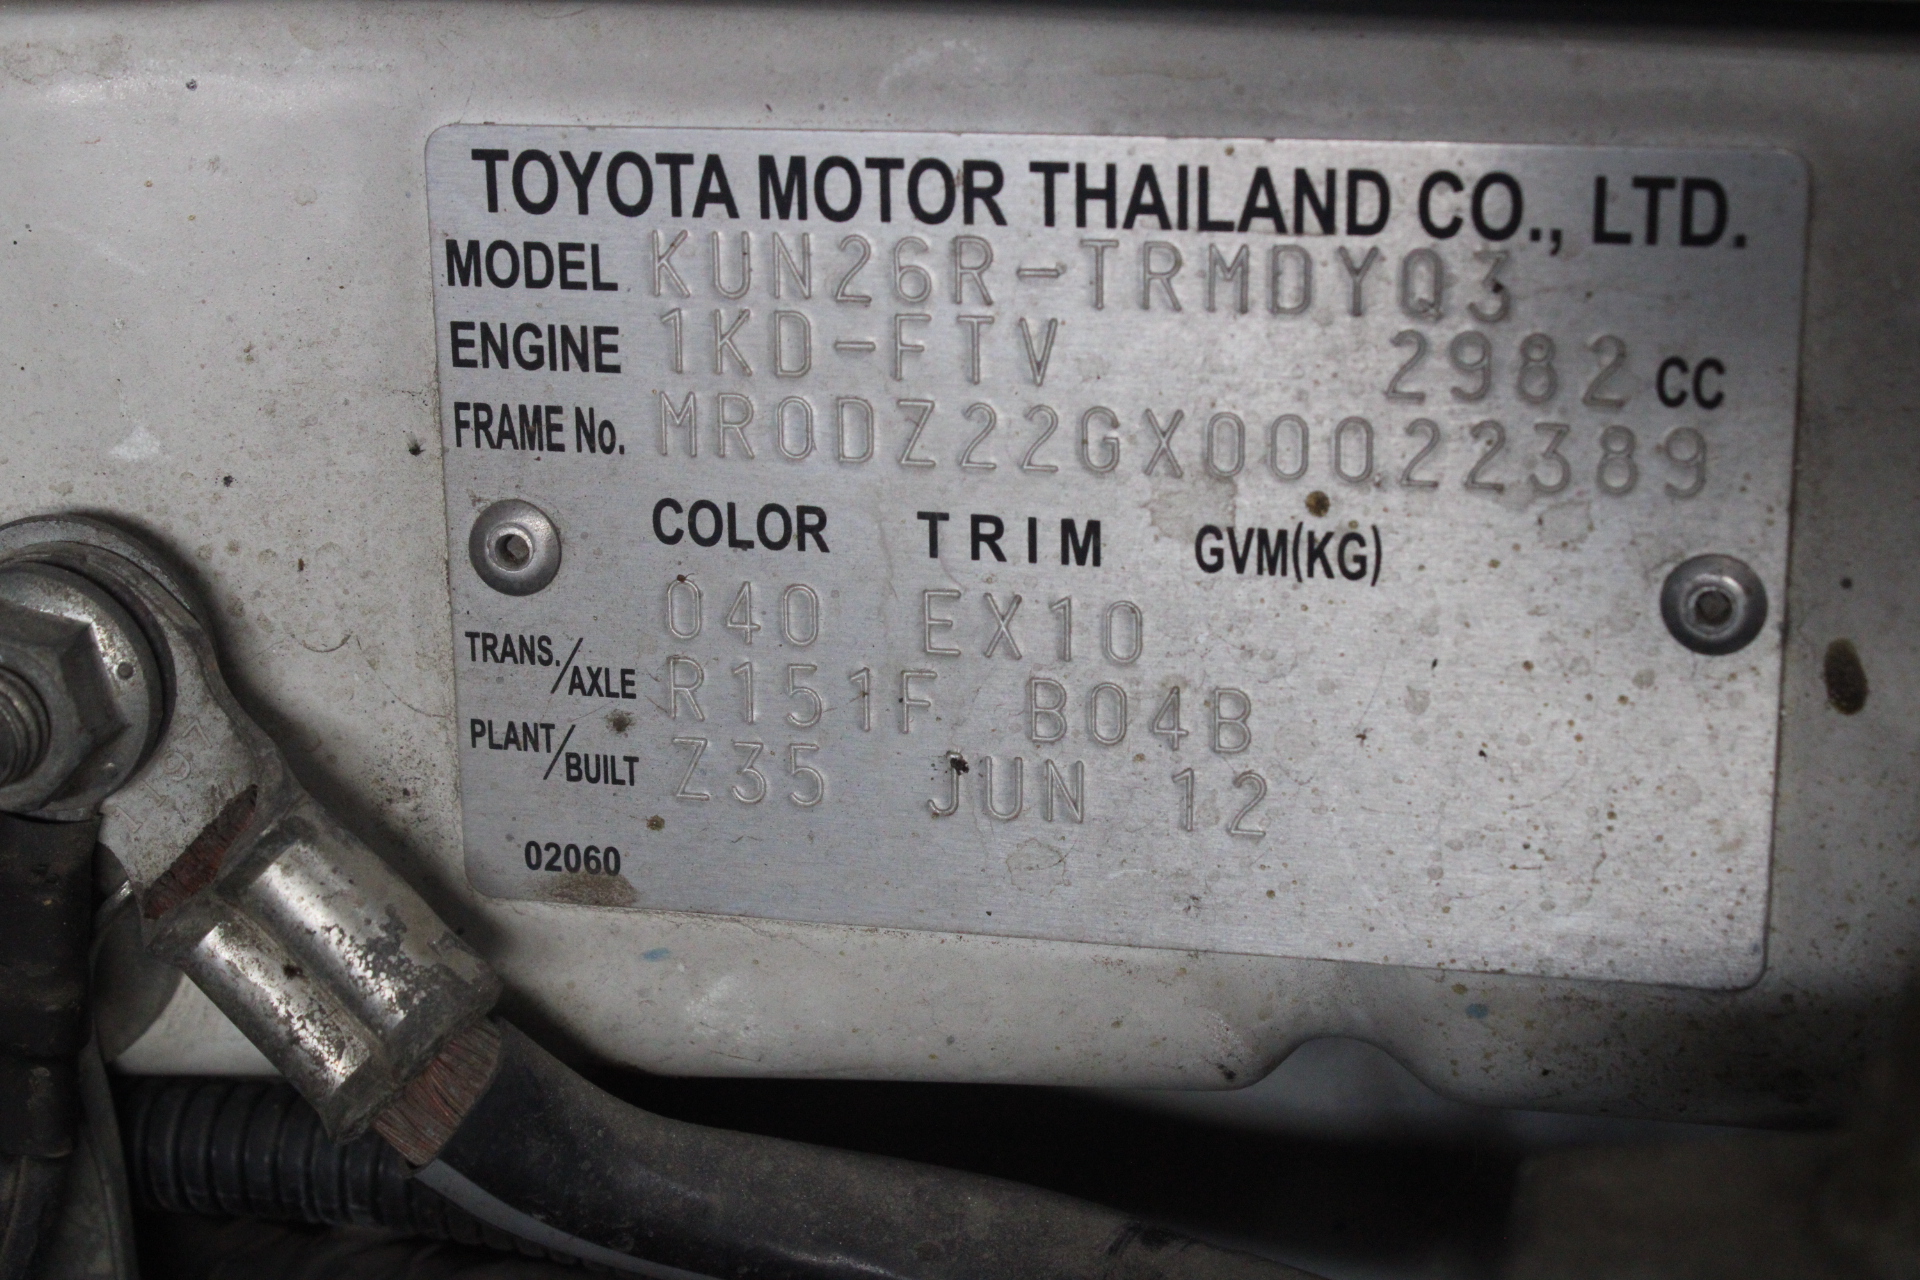 TOYOTA MOTOR THAILAND CO., LTD.
MODEL KUN26R-TRMDYQ3
ENGINE 1KD-FTV 2982 CC
FRAME No. MR0DZ22GX00022389
COLOR TRIM GVM(KG)
040 EX10
TRANS./AXLE R151F B04B
PLANT/BUILT Z35 JUN 12
02060